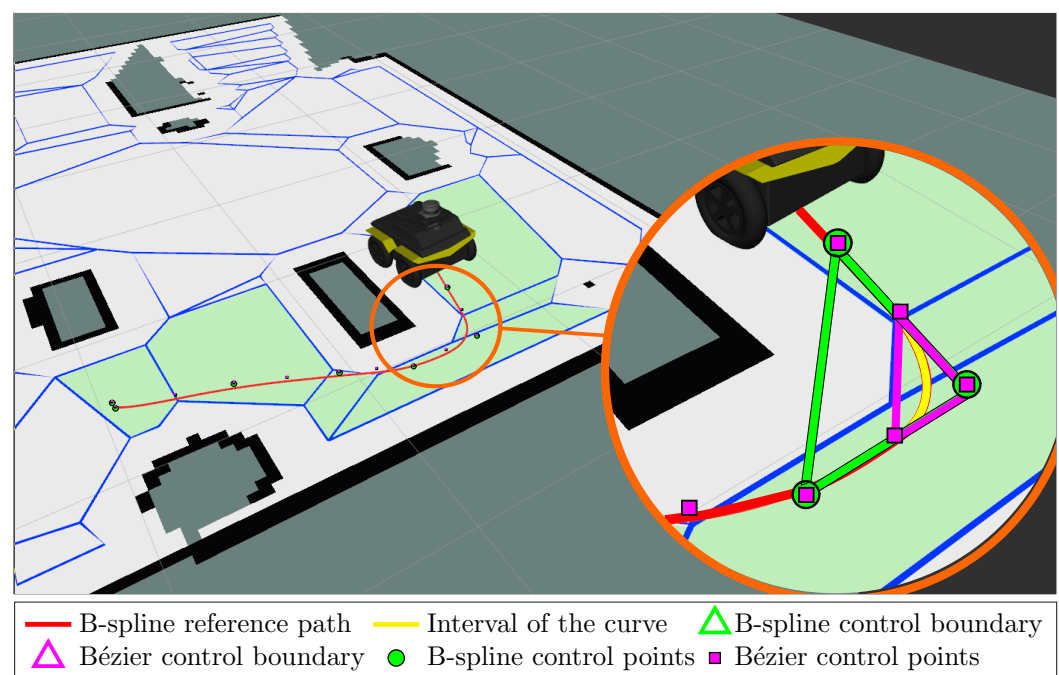 B-spline reference path Interval of the curve B-spline control boundary
Bézier control boundary B-spline control points Bézier control points